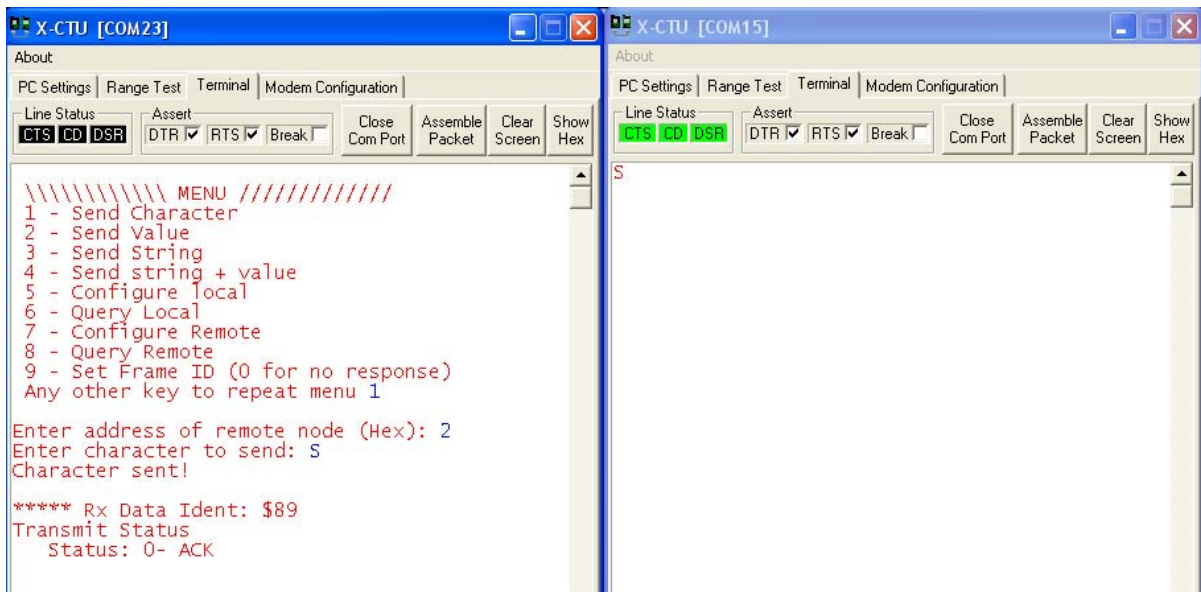 X-CTU [COM23]
About
PC Settings Range Test Terminal Modem Configuration
Line Status Assert
CTS CD DSR DTR RTS Break
Close Com Port
Assemble Packet
Clear Screen
Show Hex
\\\\\\\\\\\\ MENU /////////////
1 - Send Character
2 - Send Value
3 - Send String
4 - Send string + value
5 - Configure local
6 - Query Local
7 - Configure Remote
8 - Query Remote
9 - Set Frame ID (0 for no response)
Any other key to repeat menu 1
Enter address of remote node (Hex): 2
Enter character to send: S
Character sent!
***** Rx Data Ident: $89
Transmit Status
Status: 0- ACK
X-CTU [COM15]
About
PC Settings Range Test Terminal Modem Configuration
Line Status Assert
CTS CD DSR DTR RTS Break
Close Com Port
Assemble Packet
Clear Screen
Show Hex
S